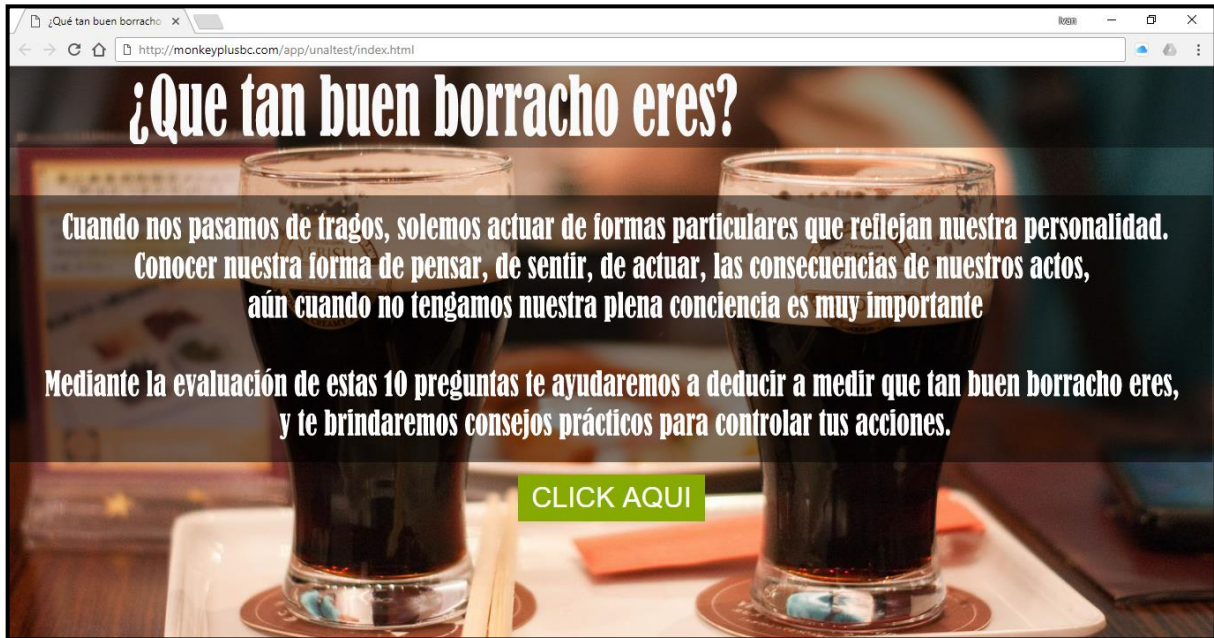 ¿Qué tan buen borracho
Ivan
http://monkeyplusbc.com/app/unaltest/index.html
¿Que tan buen borracho eres?
Cuando nos pasamos de tragos, solemos actuar de formas particulares que reflejan nuestra personalidad.
Conocer nuestra forma de pensar, de sentir, de actuar, las consecuencias de nuestros actos,
aún cuando no tengamos nuestra plena conciencia es muy importante
Mediante la evaluación de estas 10 preguntas te ayudaremos a deducir a medir que tan buen borracho eres,
y te brindaremos consejos prácticos para controlar tus acciones.
CLICK AQUI